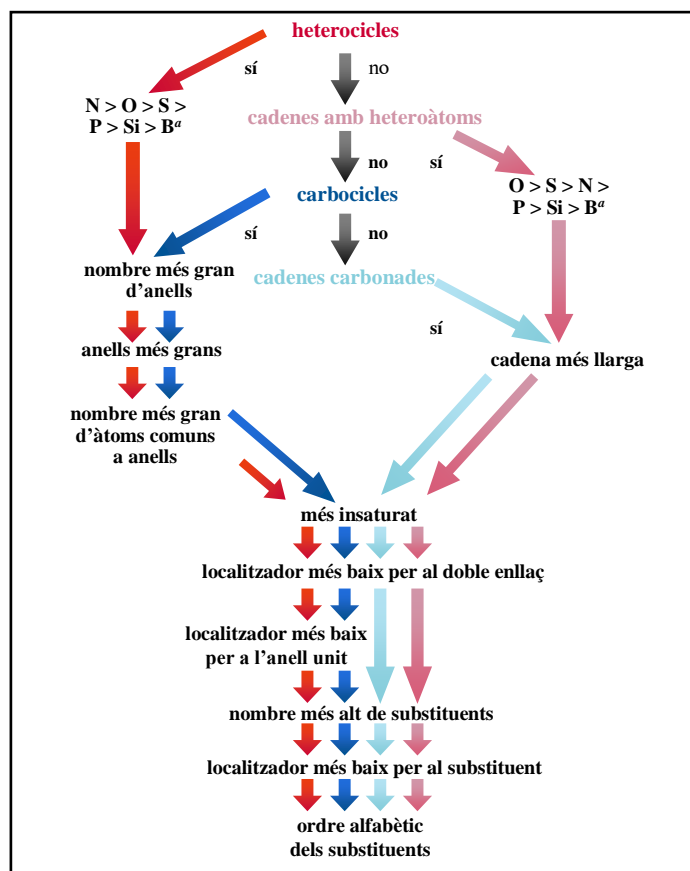 heterocicles
sí
no
N > O > S >
P > Si > Bª
cadenes amb heteroàtoms
no
sí
carbocicles
O > S > N >
P > Si > Bª
sí
no
nombre més gran
d'anells
cadenes carbonades
sí
anells més grans
cadena més llarga
nombre més gran
d'àtoms comuns
a anells
més insaturat
localitzador més baix per al doble enllaç
localitzador més baix
per a l'anell unit
nombre més alt de substituents
localitzador més baix per al substituent
ordre alfabètic
dels substituents